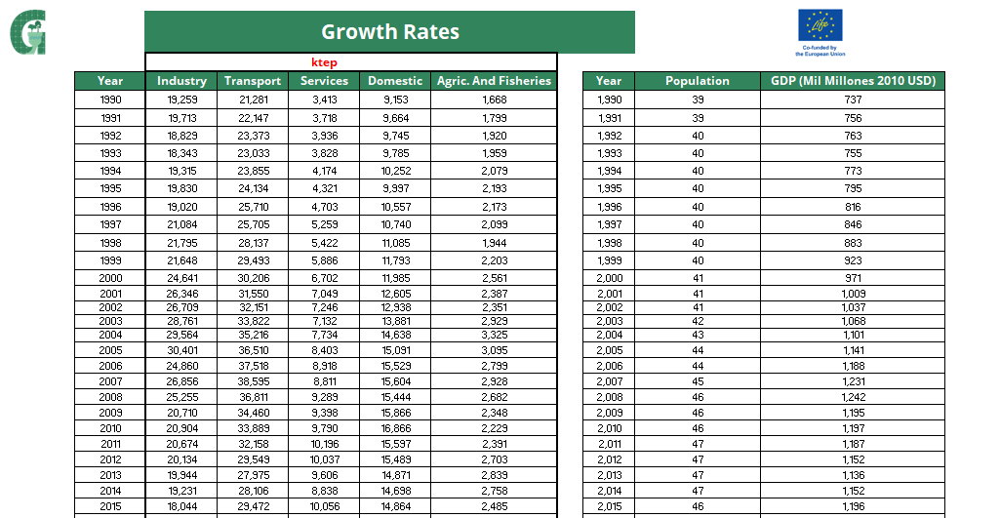 Growth Rates
Life
Co-funded by
the European Union
ktep
Year Industry Transport Services Domestic Agric. And Fisheries Year Population GDP (Mil Millones 2010 USD)
1990 19,259 21,281 3,413 9,153 1,668 1,990 39 737
1991 19,713 22,147 3,718 9,664 1,799 1,991 39 756
1992 18,829 23,373 3,936 9,745 1,920 1,992 40 763
1993 18,343 23,033 3,828 9,785 1,959 1,993 40 755
1994 19,315 23,855 4,174 10,252 2,079 1,994 40 773
1995 19,830 24,134 4,321 9,997 2,193 1,995 40 795
1996 19,020 25,710 4,703 10,557 2,173 1,996 40 816
1997 21,084 25,705 5,259 10,740 2,099 1,997 40 846
1998 21,795 28,137 5,422 11,085 1,944 1,998 40 883
1999 21,648 29,493 5,886 11,793 2,203 1,999 40 923
2000 24,641 30,206 6,702 11,985 2,561 2,000 41 971
2001 26,346 31,550 7,049 12,605 2,387 2,001 41 1,009
2002 26,709 32,151 7,246 12,938 2,351 2,002 41 1,037
2003 28,761 33,822 7,132 13,881 2,929 2,003 42 1,068
2004 29,564 35,216 7,734 14,638 3,325 2,004 43 1,101
2005 30,401 36,510 8,403 15,091 3,095 2,005 44 1,141
2006 24,860 37,518 8,918 15,529 2,799 2,006 44 1,188
2007 26,856 38,595 8,811 15,604 2,928 2,007 45 1,231
2008 25,255 36,811 9,289 15,444 2,682 2,008 46 1,242
2009 20,710 34,460 9,398 15,866 2,348 2,009 46 1,195
2010 20,904 33,889 9,790 16,866 2,229 2,010 46 1,197
2011 20,674 32,158 10,196 15,597 2,391 2,011 47 1,187
2012 20,134 29,549 10,037 15,489 2,703 2,012 47 1,152
2013 19,944 27,975 9,606 14,871 2,839 2,013 47 1,136
2014 19,231 28,106 8,838 14,698 2,758 2,014 47 1,152
2015 18,044 29,472 10,056 14,864 2,485 2,015 46 1,196